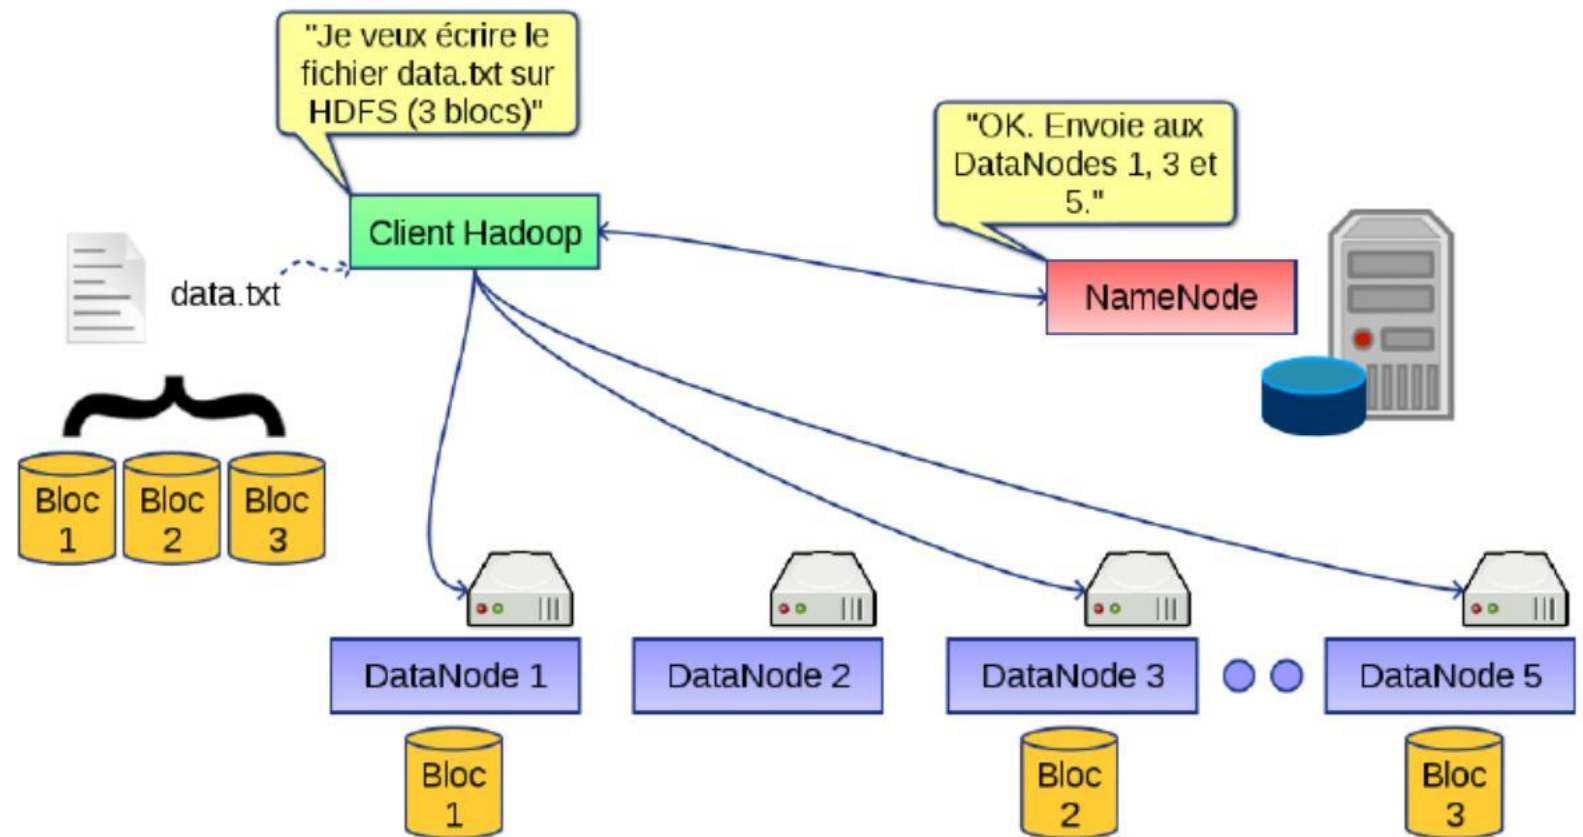 "Je veux écrire le
fichier data.txt sur
HDFS (3 blocs)"
"OK. Envoie aux
DataNodes 1, 3 et
5."
Client Hadoop
NameNode
data.txt
Bloc
1
Bloc
2
Bloc
3
DataNode 1
DataNode 2
DataNode 3
DataNode 5
Bloc
1
Bloc
2
Bloc
3